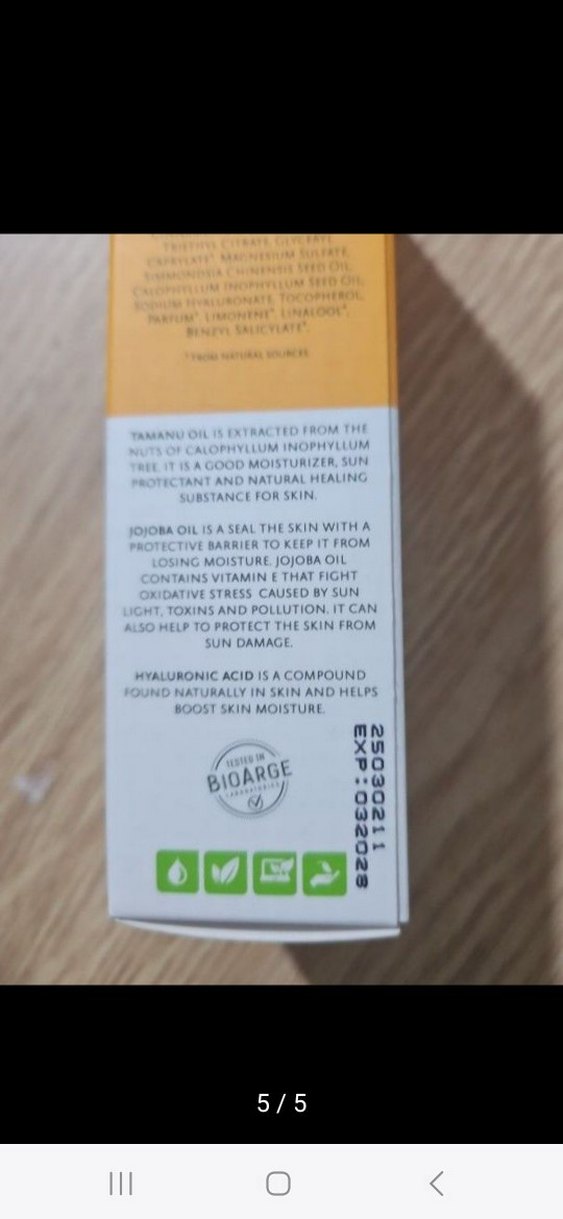 TRIETHYL CITRATE, GLYCERYL
CAPRYLATE*, MAGNESIUM SULFATE,
SIMMONDSIA CHINENSIS SEED OIL,
CALOPHYLLUM INOPHYLLUM SEED OIL,
SODIUM HYALURONATE, TOCOPHEROL,
PARFUM*, LIMONENE*, LINALOOL*,
BENZYL SALICYLATE*.
*FROM NATURAL SOURCES
TAMANU OIL IS EXTRACTED FROM THE
NUTS OF CALOPHYLLUM INOPHYLLUM
TREE. IT IS A GOOD MOISTURIZER, SUN
PROTECTANT AND NATURAL HEALING
SUBSTANCE FOR SKIN.
JOJOBA OIL IS A SEAL THE SKIN WITH A
PROTECTIVE BARRIER TO KEEP IT FROM
LOSING MOISTURE. JOJOBA OIL
CONTAINS VITAMIN E THAT FIGHT
OXIDATIVE STRESS CAUSED BY SUN
LIGHT, TOXINS AND POLLUTION. IT CAN
ALSO HELP TO PROTECT THE SKIN FROM
SUN DAMAGE.
HYALURONIC ACID IS A COMPOUND
FOUND NATURALLY IN SKIN AND HELPS
BOOST SKIN MOISTURE.
TESTED IN
BIOARGE
LABORATORIES
25030211
EXP:032028
5 / 5